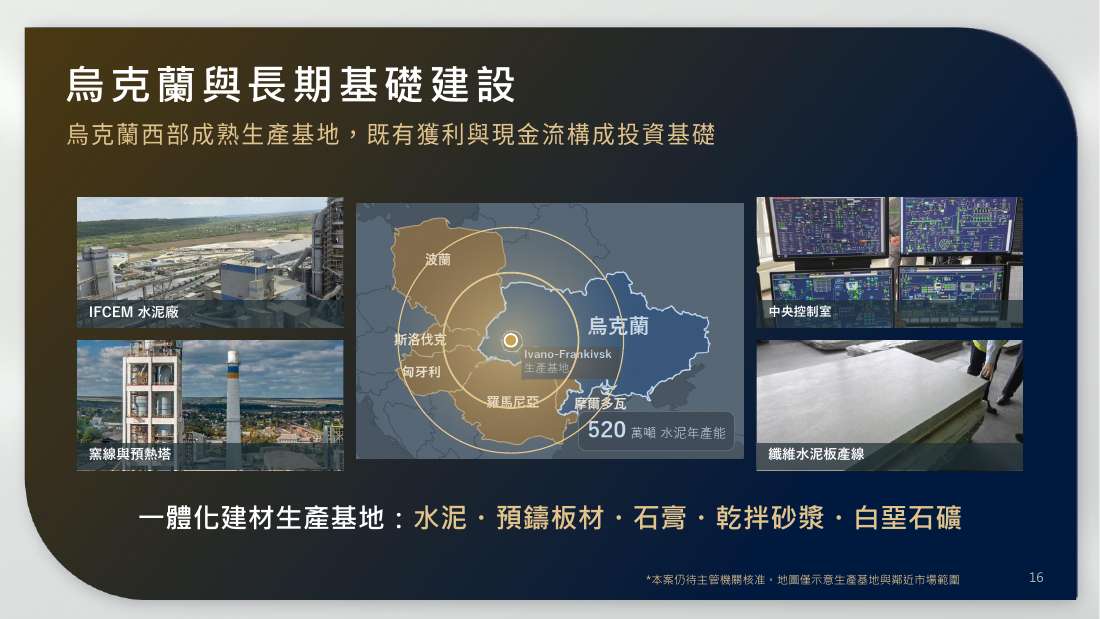 烏克蘭與長期基礎建設
烏克蘭西部成熟生產基地，既有獲利與現金流構成投資基礎
IFCEM 水泥廠
窯線與預熱塔
波蘭
斯洛伐克
匈牙利
羅馬尼亞
烏克蘭
Ivano-Frankivsk
生產基地
摩爾多瓦
520 萬噸 水泥年產能
中央控制室
纖維水泥板產線
一體化建材生產基地：水泥・預鑄板材・石膏・乾拌砂漿・白堊石礦
*本案仍待主管機關核准，地圖僅示意生產基地與鄰近市場範圍
16